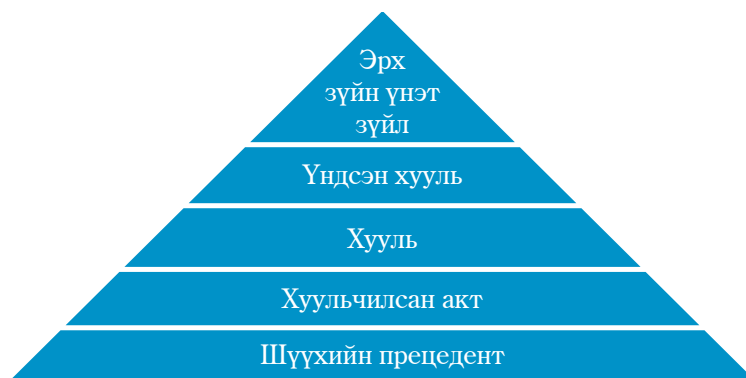 Эрх
зүйн үнэт
зүйл
Үндсэн хууль
Хууль
Хуульчилсан акт
Шүүхийн прецедент